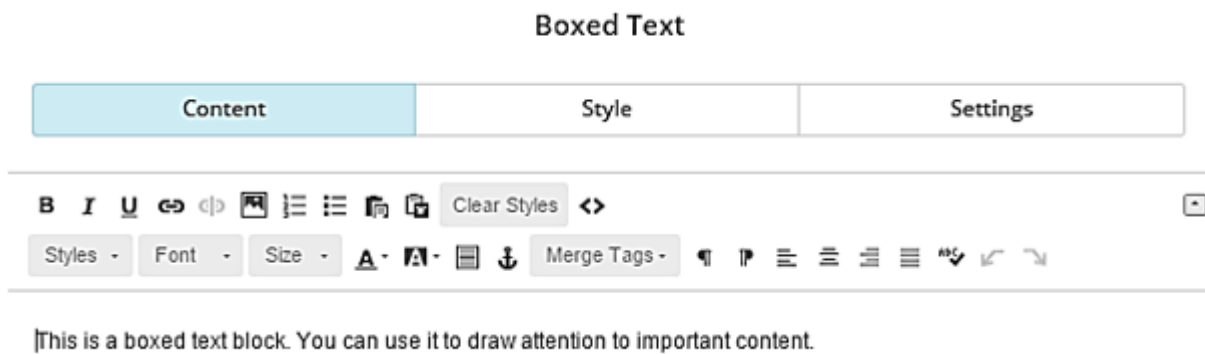 Boxed Text
Content Style Settings
B I U Clear Styles
Styles Font Size A A Merge Tags
This is a boxed text block. You can use it to draw attention to important content.